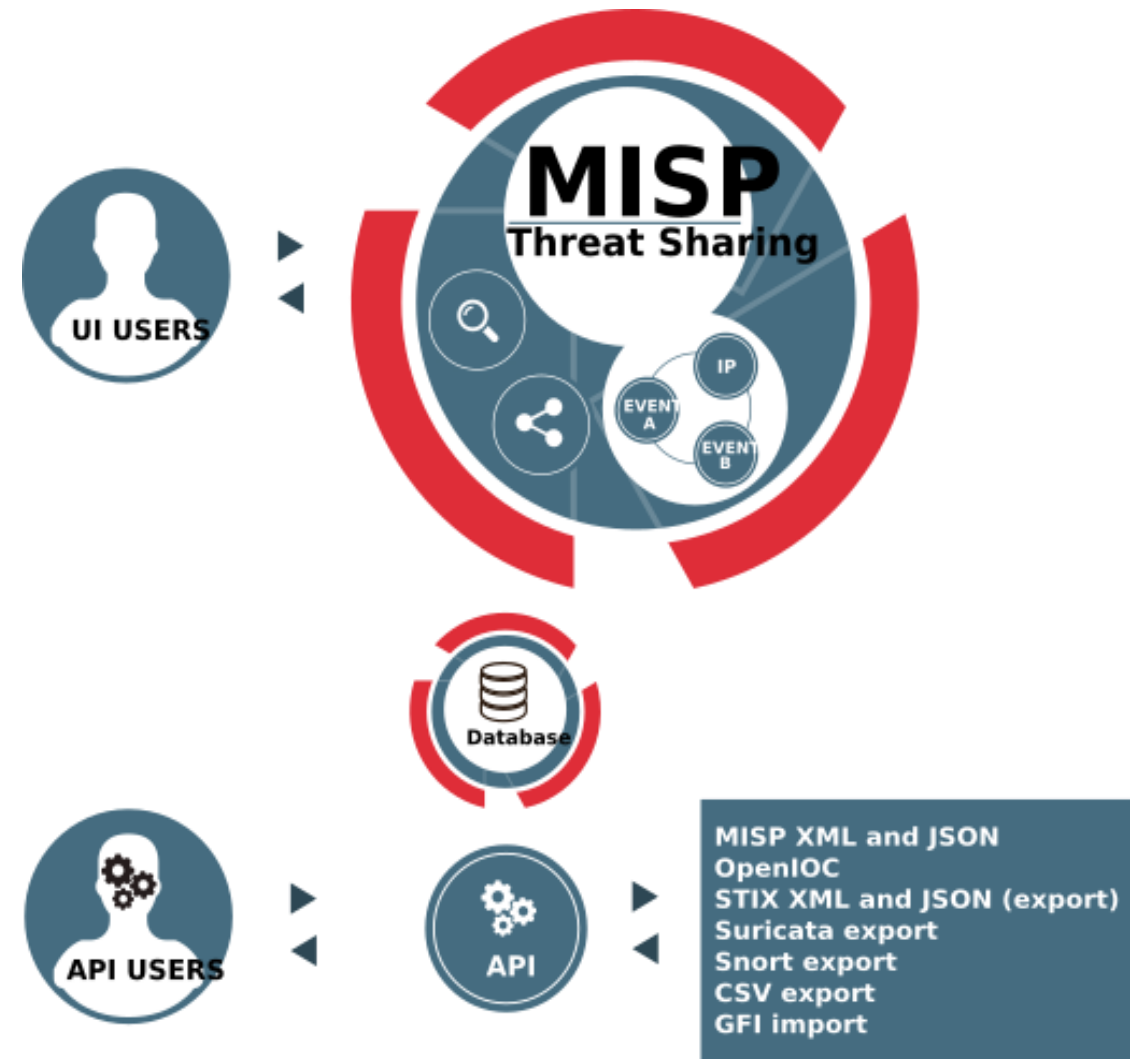 MISP
Threat Sharing
UI USERS
IP
EVENT
A
EVENT
B
Database
MISP XML and JSON
OpenIOC
STIX XML and JSON (export)
Suricata export
Snort export
CSV export
GFI import
API USERS
API